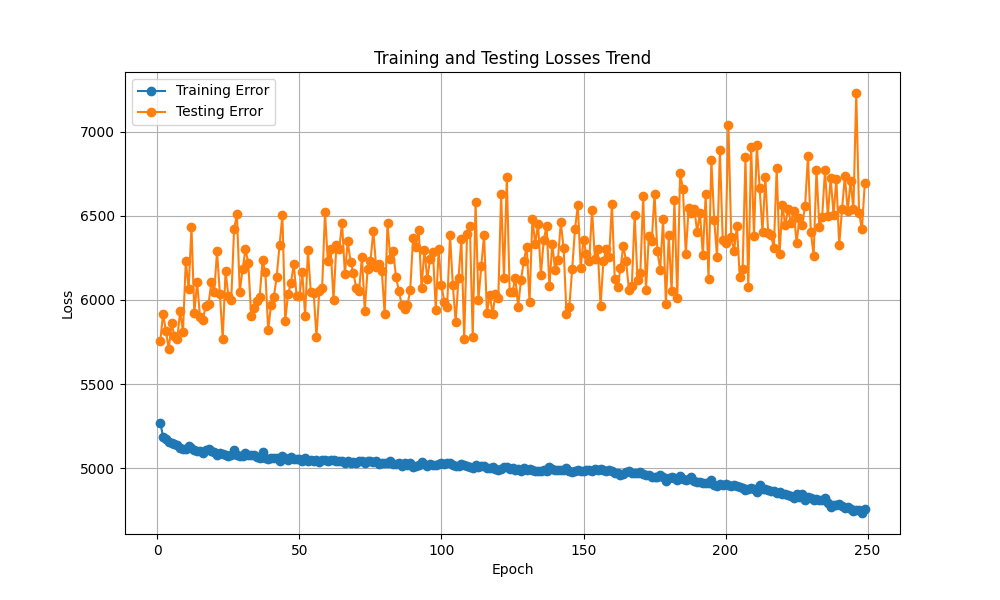 Training and Testing Losses Trend
Training Error
Testing Error
Loss
7000
6500
6000
5500
5000
0
50
100
150
200
250
Epoch